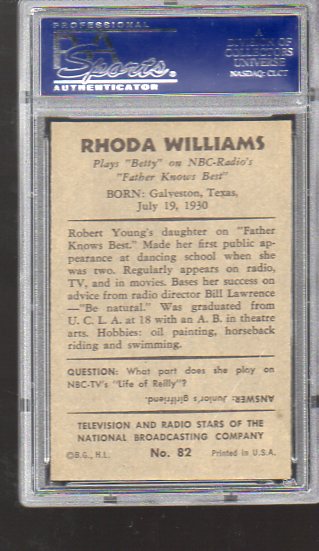 PROFESSIONAL
PSA
Sports
AUTHENTICATOR
A
DIVISION OF
COLLECTORS
UNIVERSE
NASDAQ: CLCT
RHODA WILLIAMS
Plays "Betty" on NBC-Radio's
"Father Knows Best"
BORN: Galveston, Texas,
July 19, 1930
Robert Young's daughter on "Father
Knows Best." Made her first public ap-
pearance at dancing school when she
was two. Regularly appears on radio,
TV, and in movies. Bases her success on
advice from radio director Bill Lawrence
—"Be natural." Was graduated from
U. C. L. A. at 18 with an A. B. in theatre
arts. Hobbies: oil painting, horseback
riding and swimming.
QUESTION: What part does she play on
NBC-TV's "Life of Reilly"?
ANSWER: Junior's girlfriend.
TELEVISION AND RADIO STARS OF THE
NATIONAL BROADCASTING COMPANY
©B.G., H.L. No. 82 Printed in U.S.A.